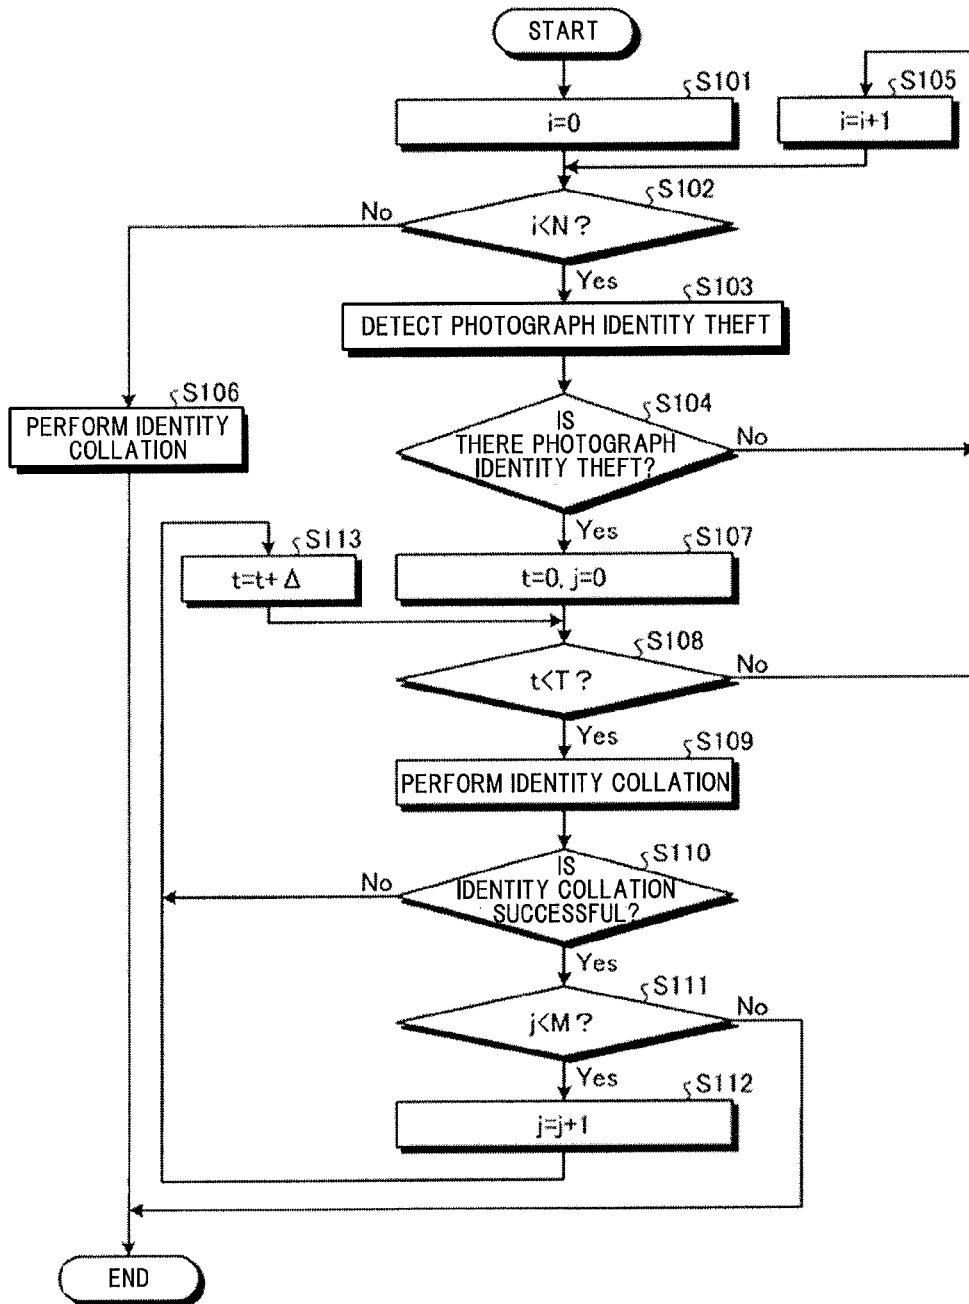 START
S101
i=0
S105
i=i+1
S102
i<N?
No
Yes
S103
DETECT PHOTOGRAPH IDENTITY THEFT
S106
PERFORM IDENTITY
COLLATION
S104
IS
THERE PHOTOGRAPH
IDENTITY THEFT?
No
Yes
S113
t=t+Δ
S107
t=0, j=0
S108
t<T?
No
Yes
S109
PERFORM IDENTITY COLLATION
S110
IS
IDENTITY COLLATION
SUCCESSFUL?
No
Yes
S111
j<M?
No
Yes
S112
j=j+1
END